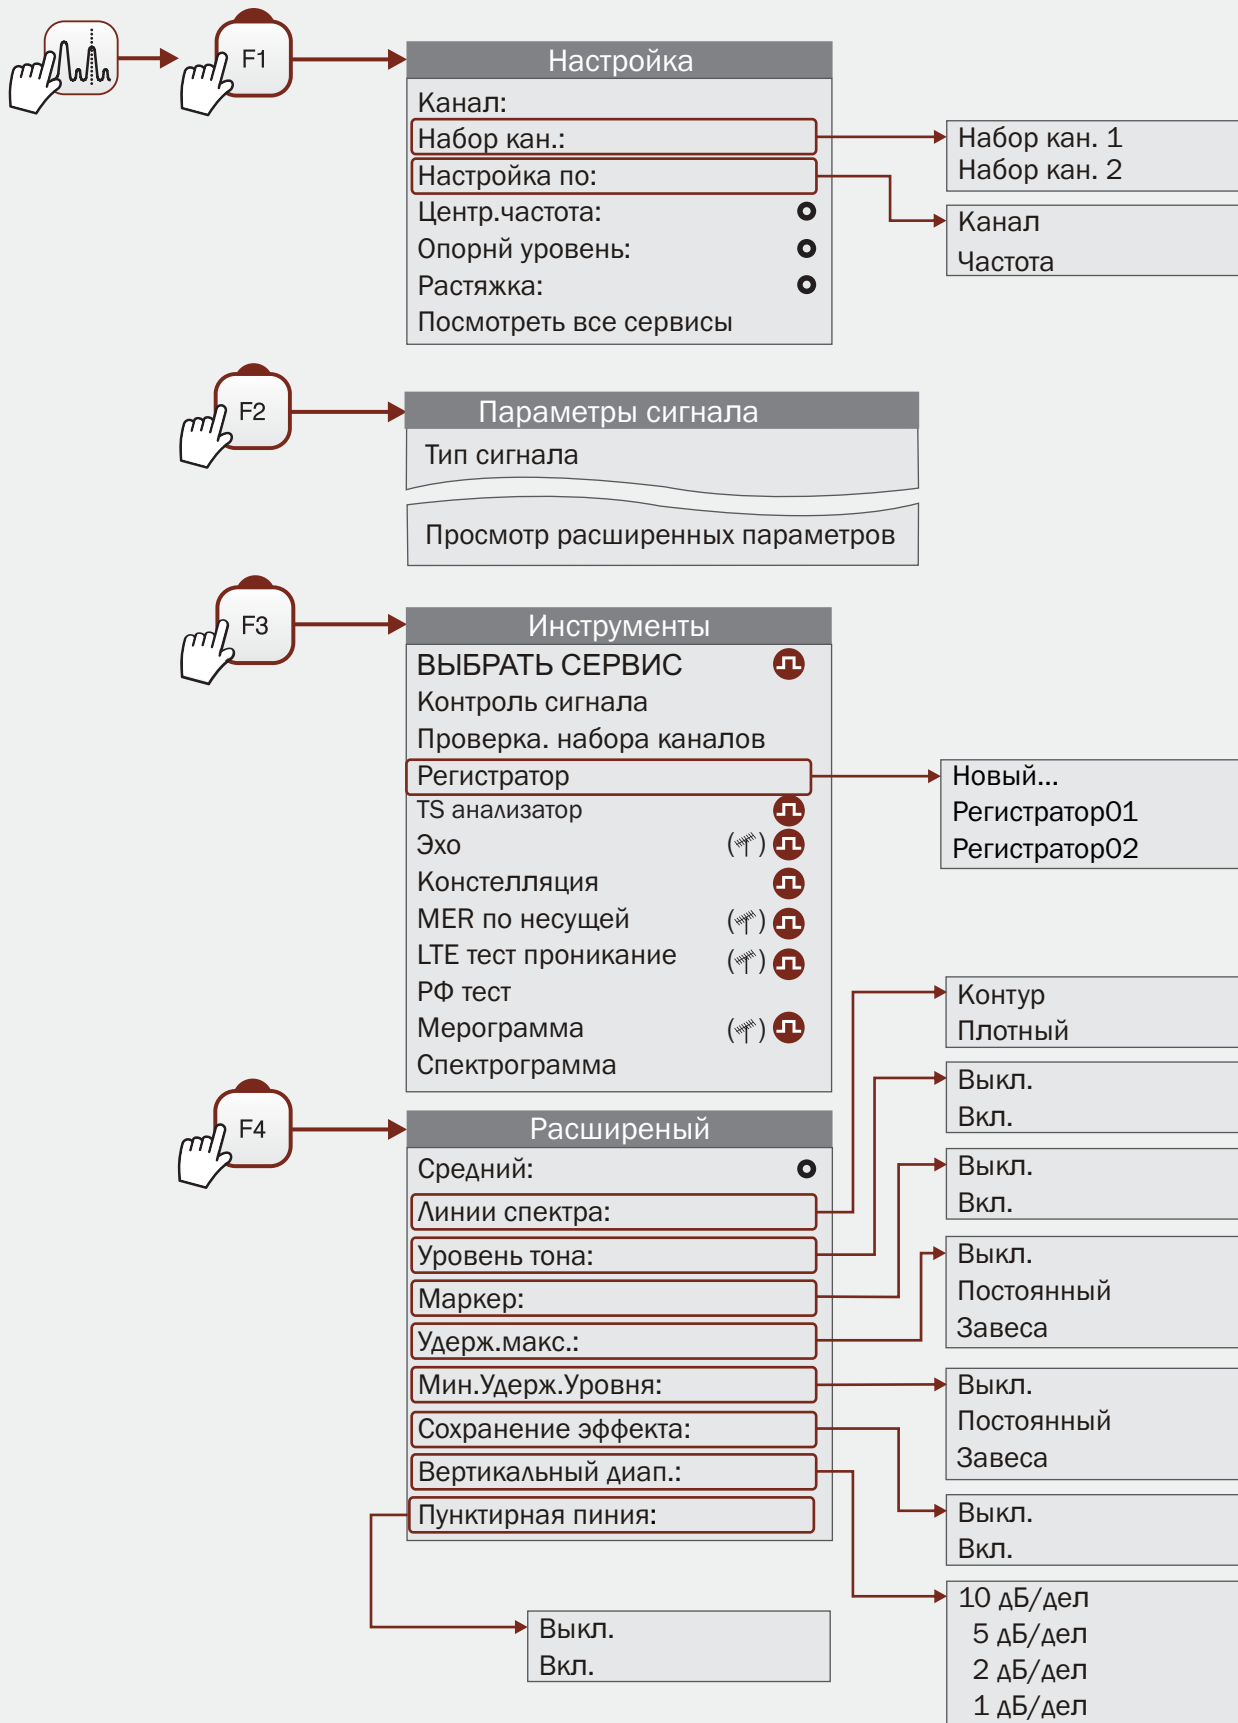 F1
Настройка
Канал:
Набор кан.:
Настройка по:
Центр.частота:
Опорнй уровень:
Растяжка:
Посмотреть все сервисы
Набор кан. 1
Набор кан. 2
Канал
Частота
F2
Параметры сигнала
Тип сигнала
Просмотр расширенных параметров
F3
Инструменты
ВЫБРАТЬ СЕРВИС
Контроль сигнала
Проверка. набора каналов
Регистратор
TS анализатор
Эхо
Констелляция
MER по несущей
LTE тест проникание
РФ тест
Мерограмма
Спектрограмма
Новый...
Регистратор01
Регистратор02
F4
Расширеный
Средний:
Линии спектра:
Уровень тона:
Маркер:
Удерж.макс.:
Мин.Удерж.Уровня:
Сохранение эффекта:
Вертикальный диап.:
Пунктирная пиния:
Контур
Плотный
Выкл.
Вкл.
Выкл.
Вкл.
Выкл.
Постоянный
Завеса
Выкл.
Постоянный
Завеса
Выкл.
Вкл.
10 дБ/дел
5 дБ/дел
2 дБ/дел
1 дБ/дел
Выкл.
Вкл.